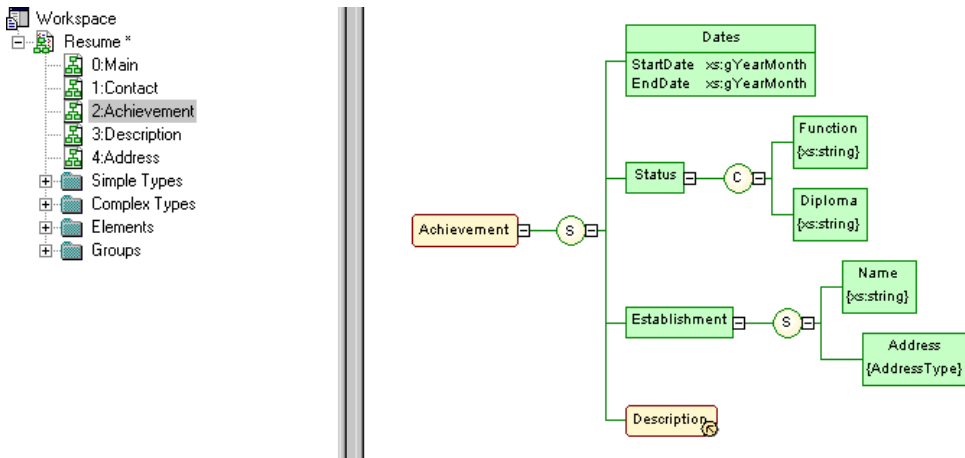 Workspace
Resume *
0:Main
1:Contact
2:Achievement
3:Description
4:Address
Simple Types
Complex Types
Elements
Groups
Dates
StartDate xs:gYearMonth
EndDate xs:gYearMonth
Function
{xs:string}
Status
C
Diploma
{xs:string}
Achievement
S
Name
{xs:string}
Establishment
S
Address
{AddressType}
Description